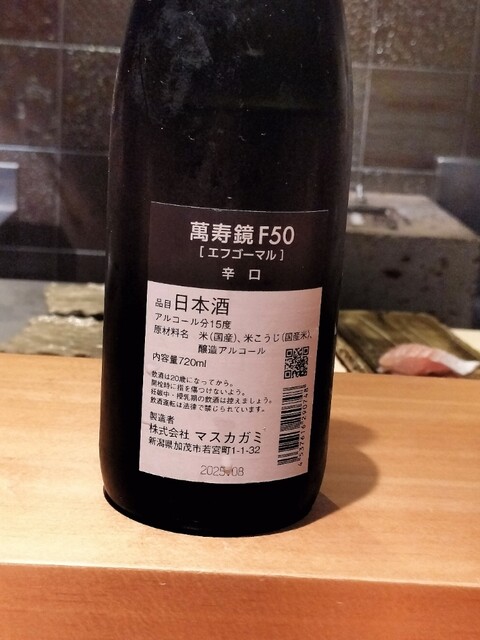 萬寿鏡 F50
[エフゴーマル]
辛口
品目 日本酒
アルコール分15度
原材料名 米(国産)、米こうじ(国産米)、
醸造アルコール
内容量720ml
飲酒は20歳になってから。
開栓時に指を傷つけないよう。
妊娠中・授乳期の飲酒は控えましょう。
飲酒運転は法律で禁じられています。
製造者
株式会社 マスカガミ
新潟県加茂市若宮町1-1-32
4537616290748
2025.08